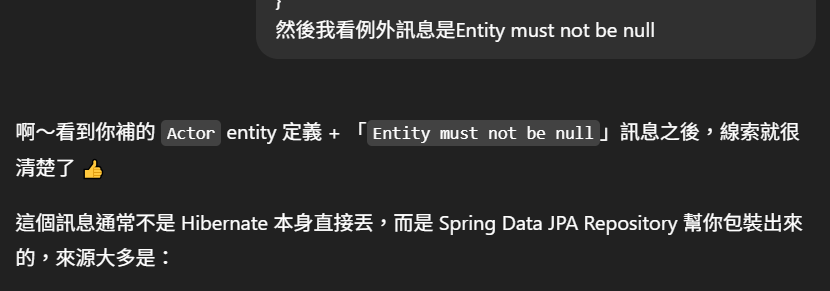 }
然後我看例外訊息是Entity must not be null
啊～看到你補的 Actor entity 定義 + 「Entity must not be null」訊息之後，線索就很
清楚了 👍
這個訊息通常不是 Hibernate 本身直接丟，而是 Spring Data JPA Repository 幫你包裝出來
的，來源大多是：